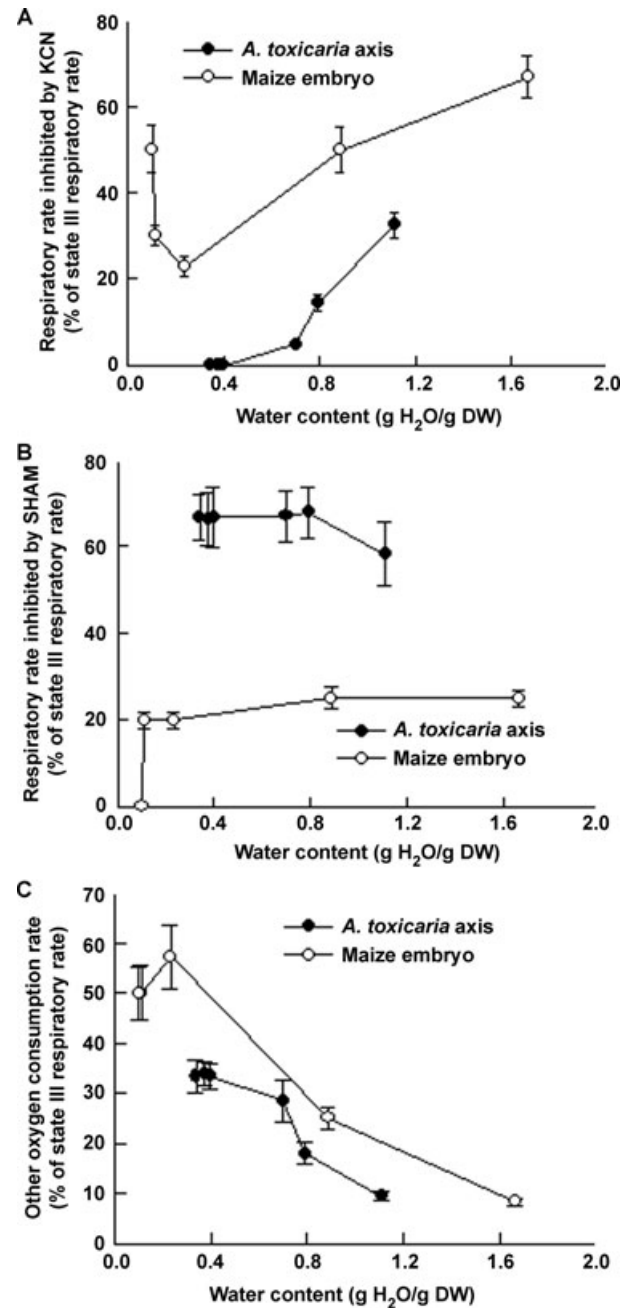 A
80
60
40
20
0
A. toxicaria axis
Maize embryo
Respiratory rate inhibited by KCN
(% of state III respiratory rate)
0.0 0.4 0.8 1.2 1.6 2.0
Water content (g H₂O/g DW)
B
80
60
40
20
0
A. toxicaria axis
Maize embryo
Respiratory rate inhibited by SHAM
(% of state III respiratory rate)
0.0 0.4 0.8 1.2 1.6 2.0
Water content (g H₂O/g DW)
C
70
60
50
40
30
20
10
0
A. toxicaria axis
Maize embryo
Other oxygen consumption rate
(% of state III respiratory rate)
0.0 0.4 0.8 1.2 1.6 2.0
Water content (g H₂O/g DW)